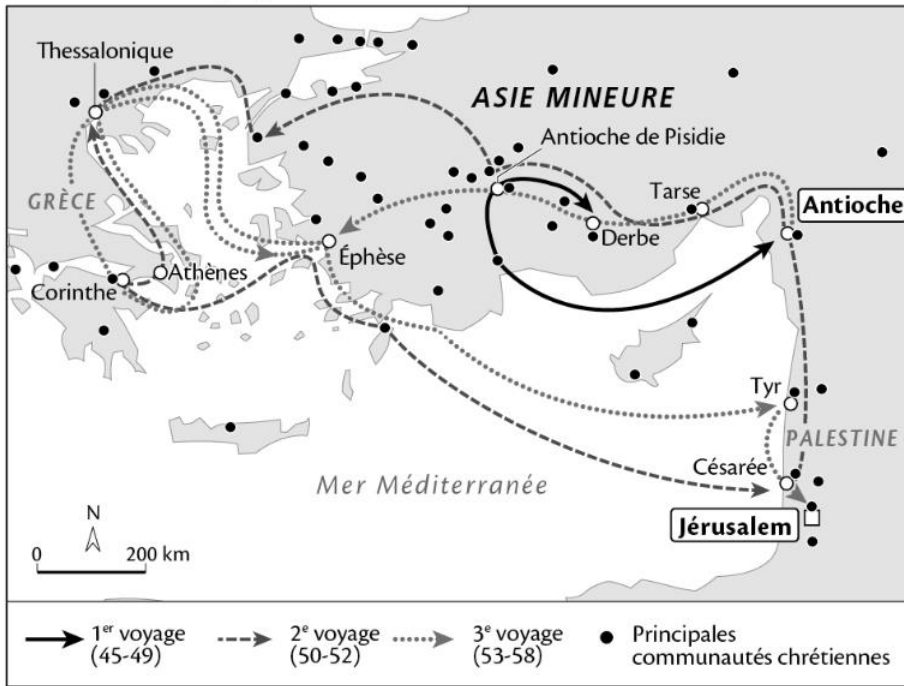 Thessalonique
ASIE MINEURE
Antioche de Pisidie
GRÈCE
Tarse
Antioche
Derbe
Éphèse
Athènes
Corinthe
Tyr
PALESTINE
Césarée
Mer Méditerranée
Jérusalem
N
0 200 km
1er voyage
(45-49)
2e voyage
(50-52)
3e voyage
(53-58)
Principales
communautés chrétiennes